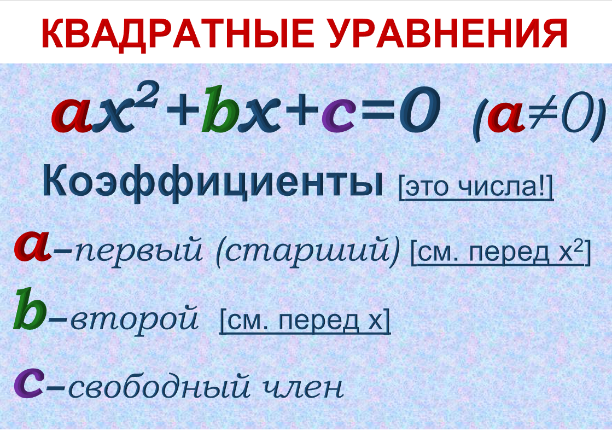 КВАДРАТНЫЕ УРАВНЕНИЯ
ax²+bx+c=0 (a≠0)
Коэффициенты [это числа!]
a–первый (старший) [см. перед x²]
b–второй [см. перед x]
c–свободный член